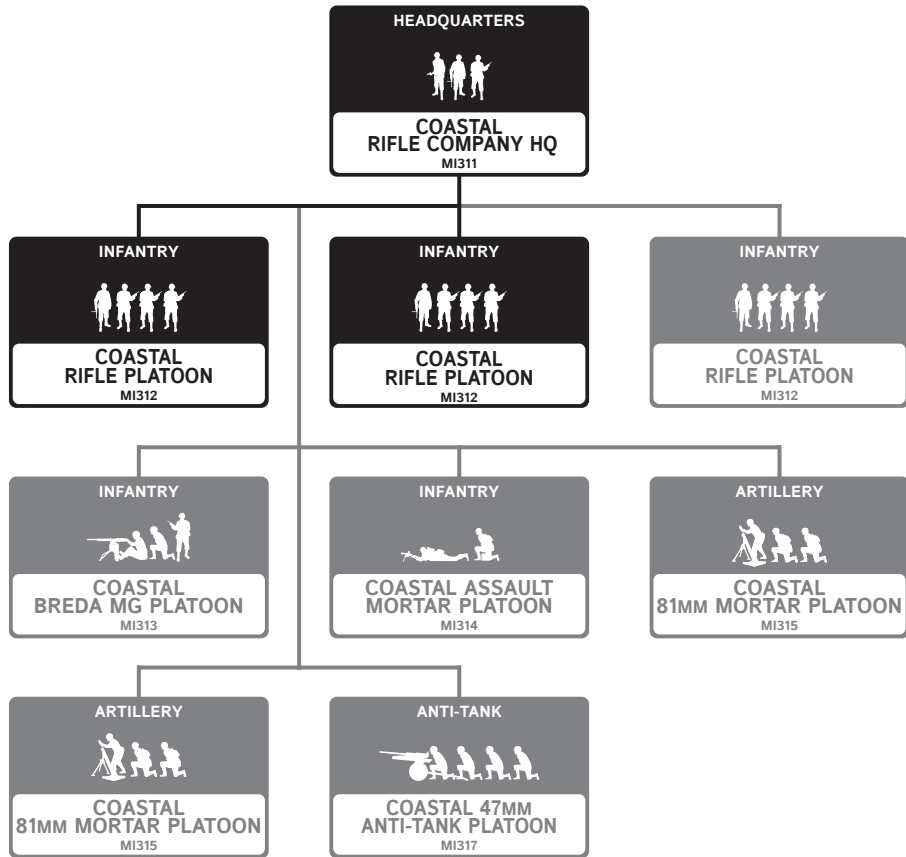 HEADQUARTERS
COASTAL
RIFLE COMPANY HQ
MI311
INFANTRY
COASTAL
RIFLE PLATOON
MI312
INFANTRY
COASTAL
RIFLE PLATOON
MI312
INFANTRY
COASTAL
RIFLE PLATOON
MI312
INFANTRY
COASTAL
BREDA MG PLATOON
MI313
INFANTRY
COASTAL ASSAULT
MORTAR PLATOON
MI314
ARTILLERY
COASTAL
81MM MORTAR PLATOON
MI315
ARTILLERY
COASTAL
81MM MORTAR PLATOON
MI315
ANTI-TANK
COASTAL 47MM
ANTI-TANK PLATOON
MI317